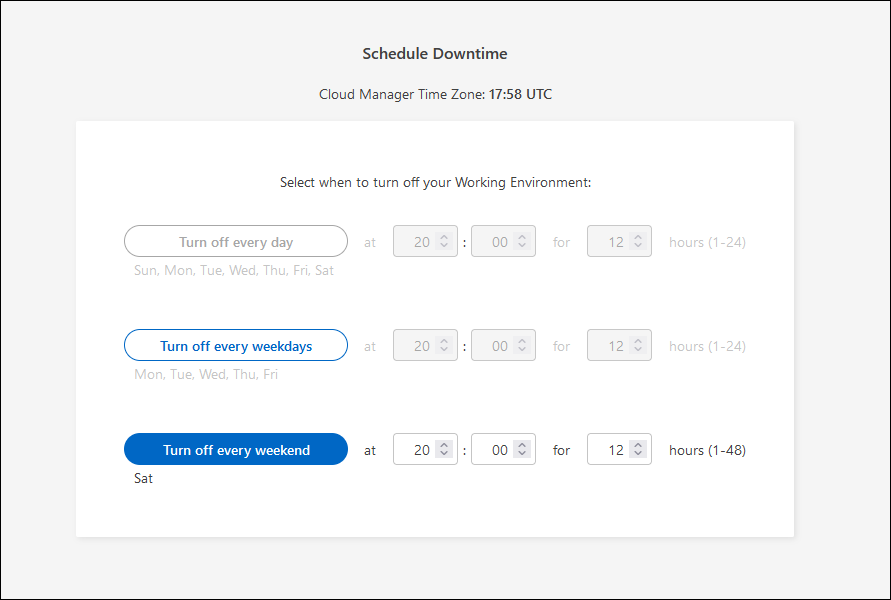 Schedule Downtime
Cloud Manager Time Zone: 17:58 UTC
Select when to turn off your Working Environment:
Turn off every day at 20 : 00 for 12 hours (1-24)
Sun, Mon, Tue, Wed, Thu, Fri, Sat
Turn off every weekdays at 20 : 00 for 12 hours (1-24)
Mon, Tue, Wed, Thu, Fri
Turn off every weekend at 20 : 00 for 12 hours (1-48)
Sat